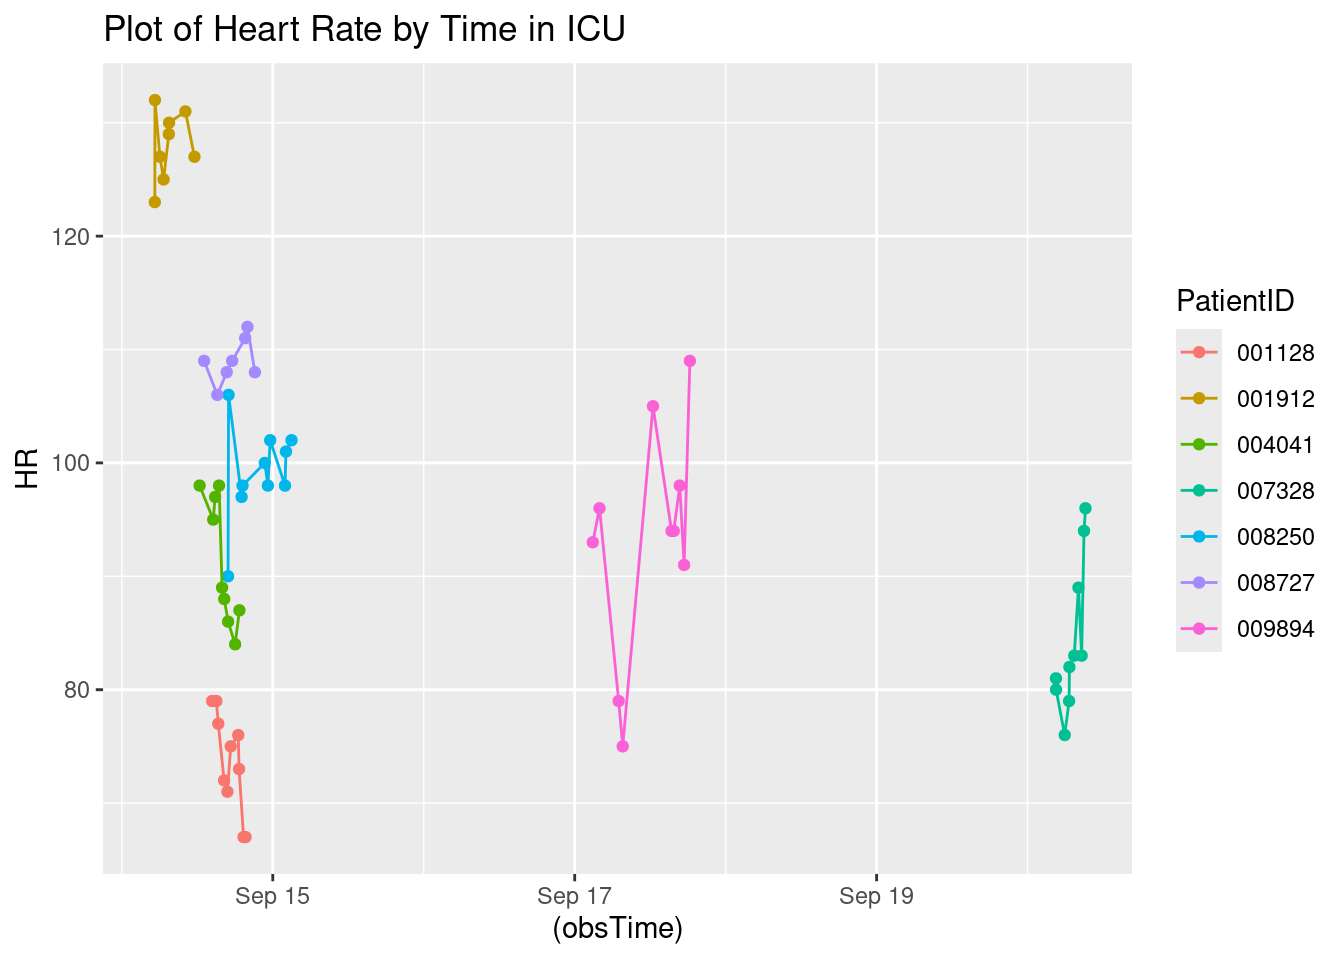 Plot of Heart Rate by Time in ICU
120
100
80
HR
Sep 15
Sep 17
Sep 19
(obsTime)
PatientID
001128
001912
004041
007328
008250
008727
009894